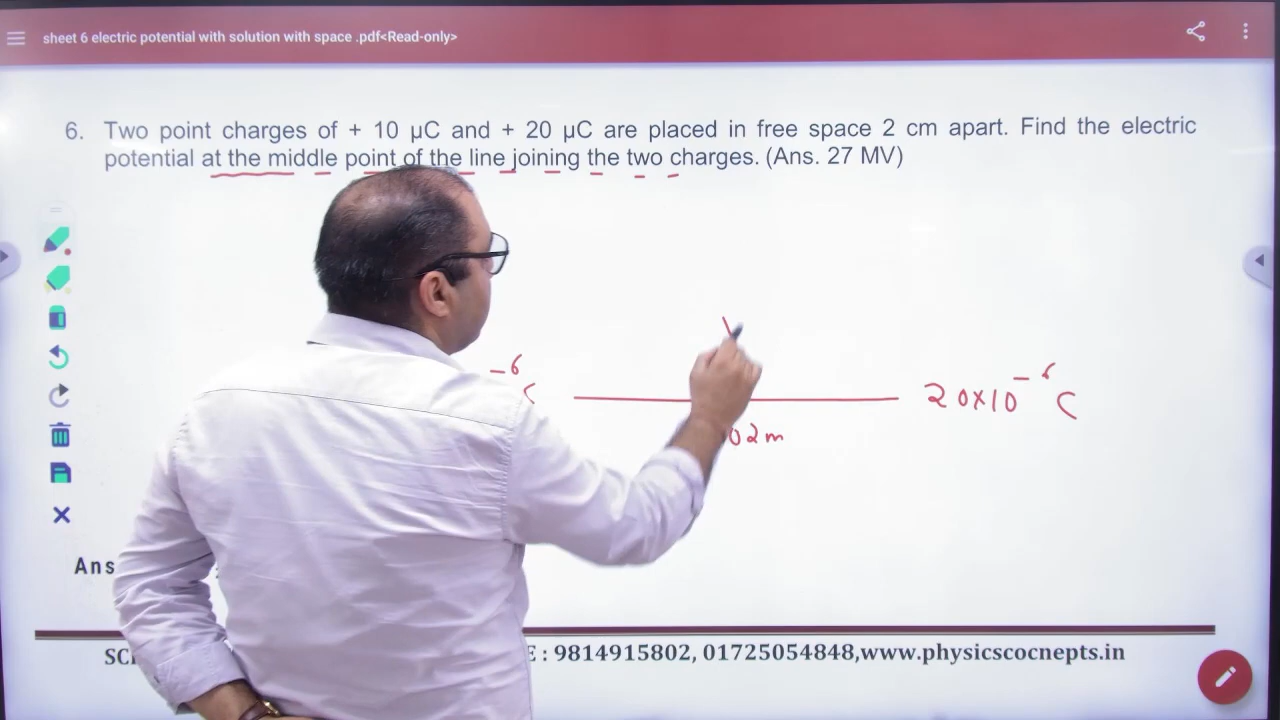 sheet 6 electric potential with solution with space .pdf<Read-only>
6. Two point charges of + 10 µC and + 20 µC are placed in free space 2 cm apart. Find the electric
potential at the middle point of the line joining the two charges. (Ans. 27 MV)
-6
C
20×10-6 C
02m
Ans
E : 9814915802, 01725054848,www.physicscocnepts.in